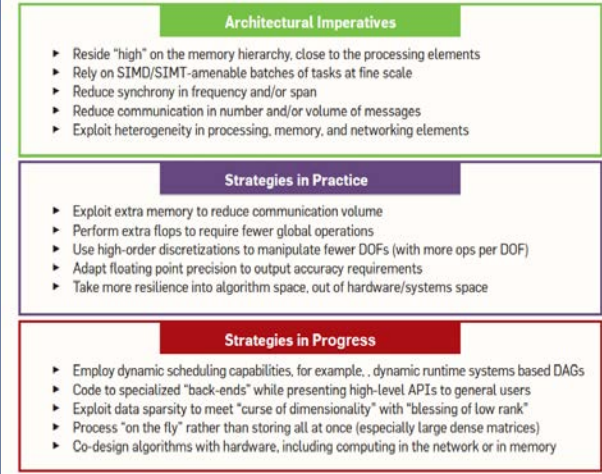 Architectural Imperatives
► Reside “high” on the memory hierarchy, close to the processing elements
► Rely on SIMD/SIMT-amenable batches of tasks at fine scale
► Reduce synchrony in frequency and/or span
► Reduce communication in number and/or volume of messages
► Exploit heterogeneity in processing, memory, and networking elements
Strategies in Practice
► Exploit extra memory to reduce communication volume
► Perform extra flops to require fewer global operations
► Use high-order discretizations to manipulate fewer DOFs (with more ops per DOF)
► Adapt floating point precision to output accuracy requirements
► Take more resilience into algorithm space, out of hardware/systems space
Strategies in Progress
► Employ dynamic scheduling capabilities, for example, , dynamic runtime systems based DAGs
► Code to specialized “back-ends” while presenting high-level APIs to general users
► Exploit data sparsity to meet “curse of dimensionality” with “blessing of low rank”
► Process “on the fly” rather than storing all at once (especially large dense matrices)
► Co-design algorithms with hardware, including computing in the network or in memory